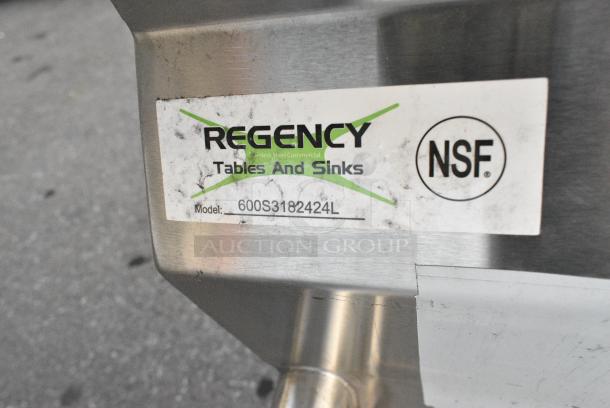 REGENCY
Tables And Sinks
Model: 600S3182424L
NSF®
AUCTION GROUP